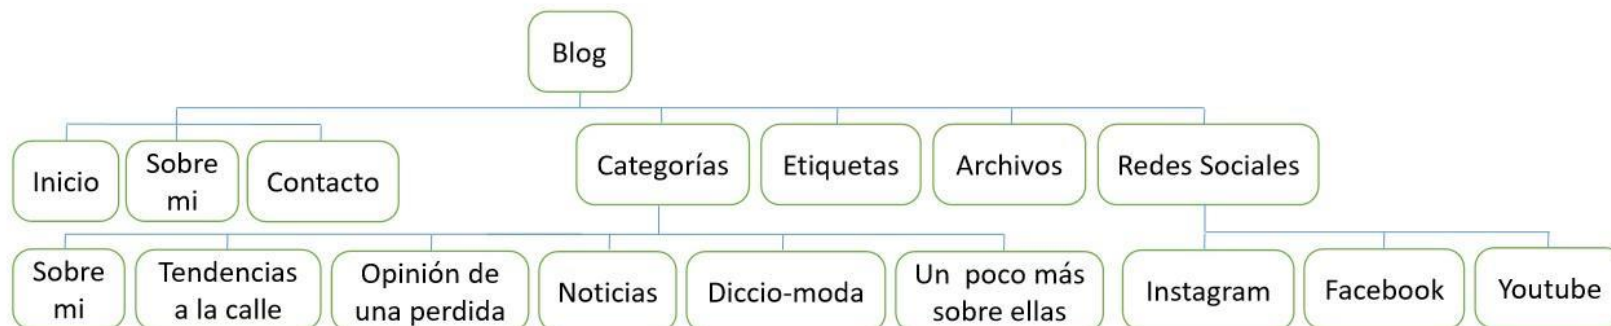 Blog
Inicio
Sobre
mi
Contacto
Categorías
Etiquetas
Archivos
Redes Sociales
Sobre
mi
Tendencias
a la calle
Opinión de
una perdida
Noticias
Diccio-moda
Un poco más
sobre ellas
Instagram
Facebook
Youtube